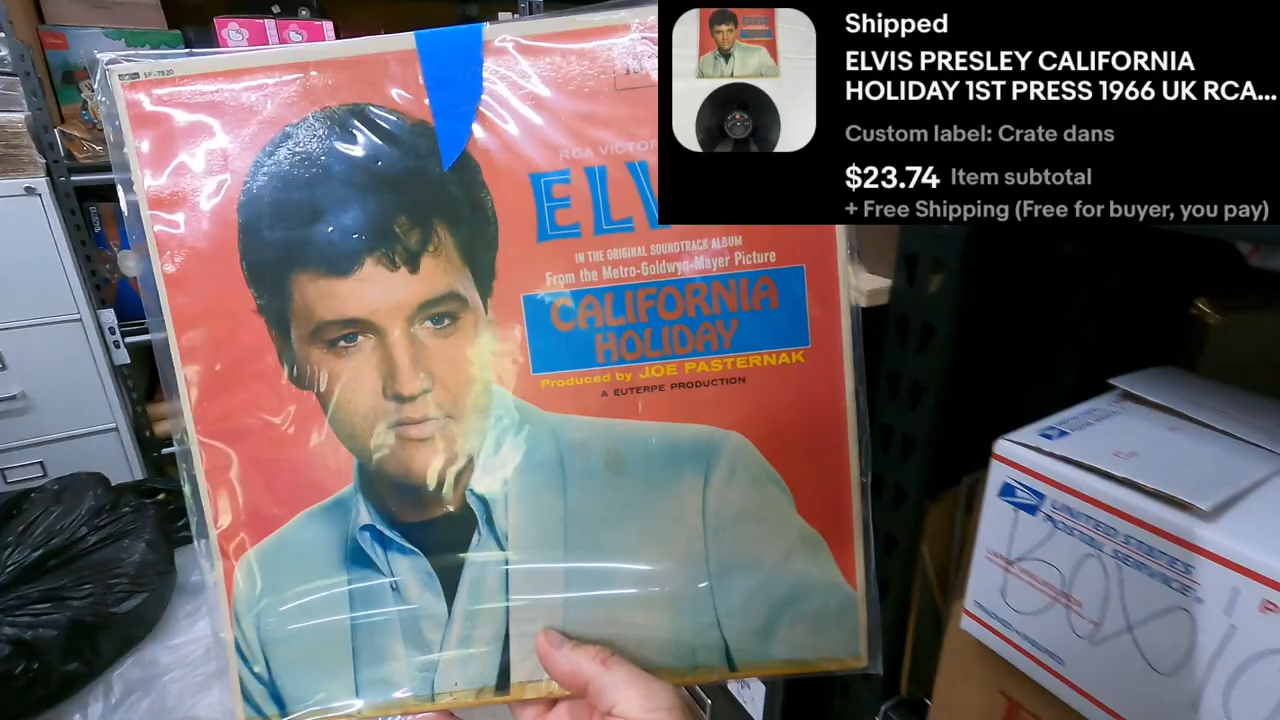 SF-7820
RCA VICTOR
ELV
IN THE ORIGINAL SOUNDTRACK ALBUM
From the Metro-Goldwyn-Mayer Picture
CALIFORNIA
HOLIDAY
Produced by JOE PASTERNAK
A EUTERPE PRODUCTION
Shipped
ELVIS PRESLEY CALIFORNIA
HOLIDAY 1ST PRESS 1966 UK RCA...
Custom label: Crate dans
$23.74 Item subtotal
+ Free Shipping (Free for buyer, you pay)
UNITED STATES
POSTAL SERVICE